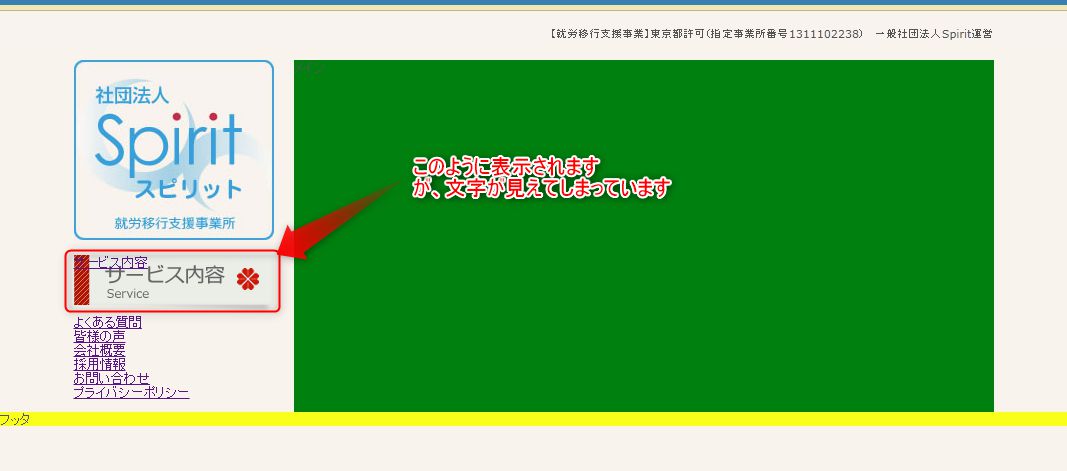 【就労移行支援事業】東京都許可(指定事業所番号1311102238)　一般社団法人Spirit運営
社団法人
Spirit
スピリット
就労移行支援事業所
メイン
このように表示されます
が、文字が見えてしまっています
サービス内容
サービス内容
Service
よくある質問
皆様の声
会社概要
採用情報
お問い合わせ
プライバシーポリシー
フッタ